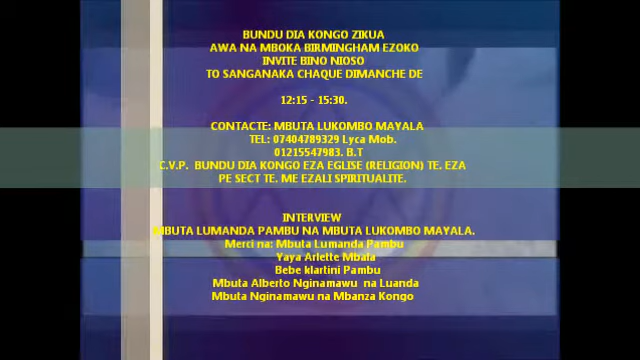 BUNDU DIA KONGO ZIKUA
AWA NA MBOKA BIRMINGHAM EZOKO
INVITE BINO NIOSO
TO SANGANAKA CHAQUE DIMANCHE DE
12:15 - 15:30.
CONTACTE: MBUTA LUKOMBO MAYALA
TEL: 07404789329 Lyca Mob.
01215547983. B.T
C.V.P. BUNDU DIA KONGO EZA EGLISE (RELIGION) TE. EZA
PE SECT TE. ME EZALI SPIRITUALITE.
INTERVIEW
MBUTA LUMANDA PAMBU NA MBUTA LUKOMBO MAYALA.
Merci na: Mbuta Lumanda Pambu
Yaya Arlette Mbafa
Bebe klartini Pambu
Mbuta Alberto Nginamawu na Luanda
Mbuta Nginamawu na Mbanza Kongo